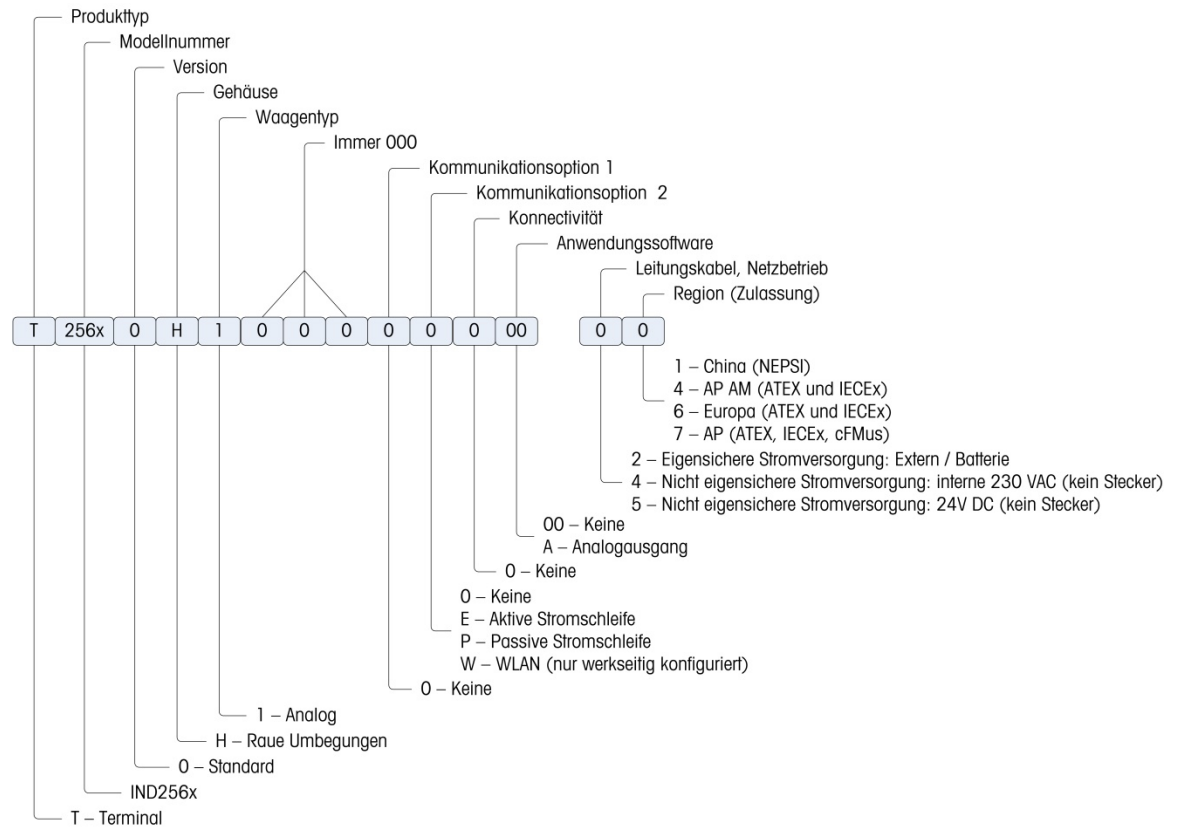 Produkttyp
Modellnummer
Version
Gehäuse
Waagentyp
Immer 000
Kommunikationsoption 1
Kommunikationsoption 2
Konnectivität
Anwendungssoftware
Leitungskabel, Netzbetrieb
Region (Zulassung)
T 256x 0 H 1 0 0 0 0 0 0 00 0 0
1 – China (NEPSI)
4 – AP AM (ATEX und IECEx)
6 – Europa (ATEX und IECEx)
7 – AP (ATEX, IECEx, cFMus)
2 – Eigensichere Stromversorgung: Extern / Batterie
4 – Nicht eigensichere Stromversorgung: interne 230 VAC (kein Stecker)
5 – Nicht eigensichere Stromversorgung: 24V DC (kein Stecker)
00 – Keine
A – Analogausgang
0 – Keine
0 – Keine
E – Aktive Stromschleife
P – Passive Stromschleife
W – WLAN (nur werkseitig konfiguriert)
0 – Keine
1 – Analog
H – Raue Umbegungen
0 – Standard
IND256x
T – Terminal